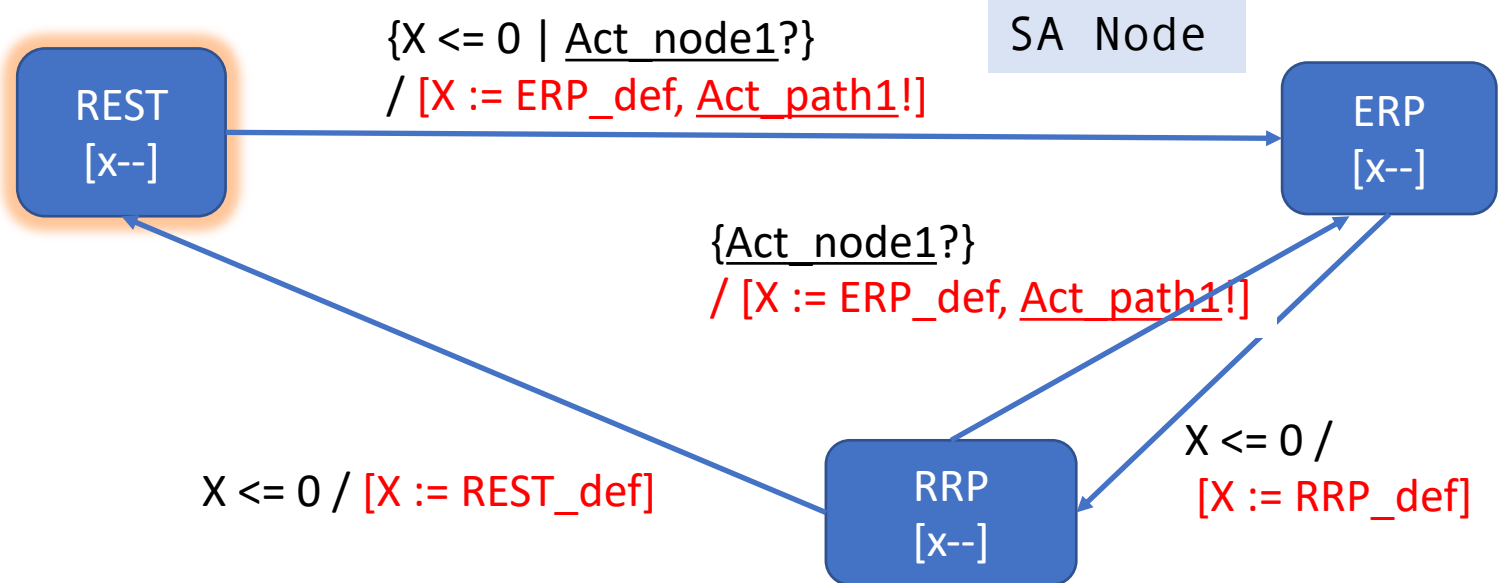 {X <= 0 | Act_node1?}
/ [X := ERP_def, Act_path1!]
SA Node
REST
[x--]
ERP
[x--]
{Act_node1?}
/ [X := ERP_def, Act_path1!]
X <= 0 / [X := REST_def]
RRP
[x--]
X <= 0 /
[X := RRP_def]